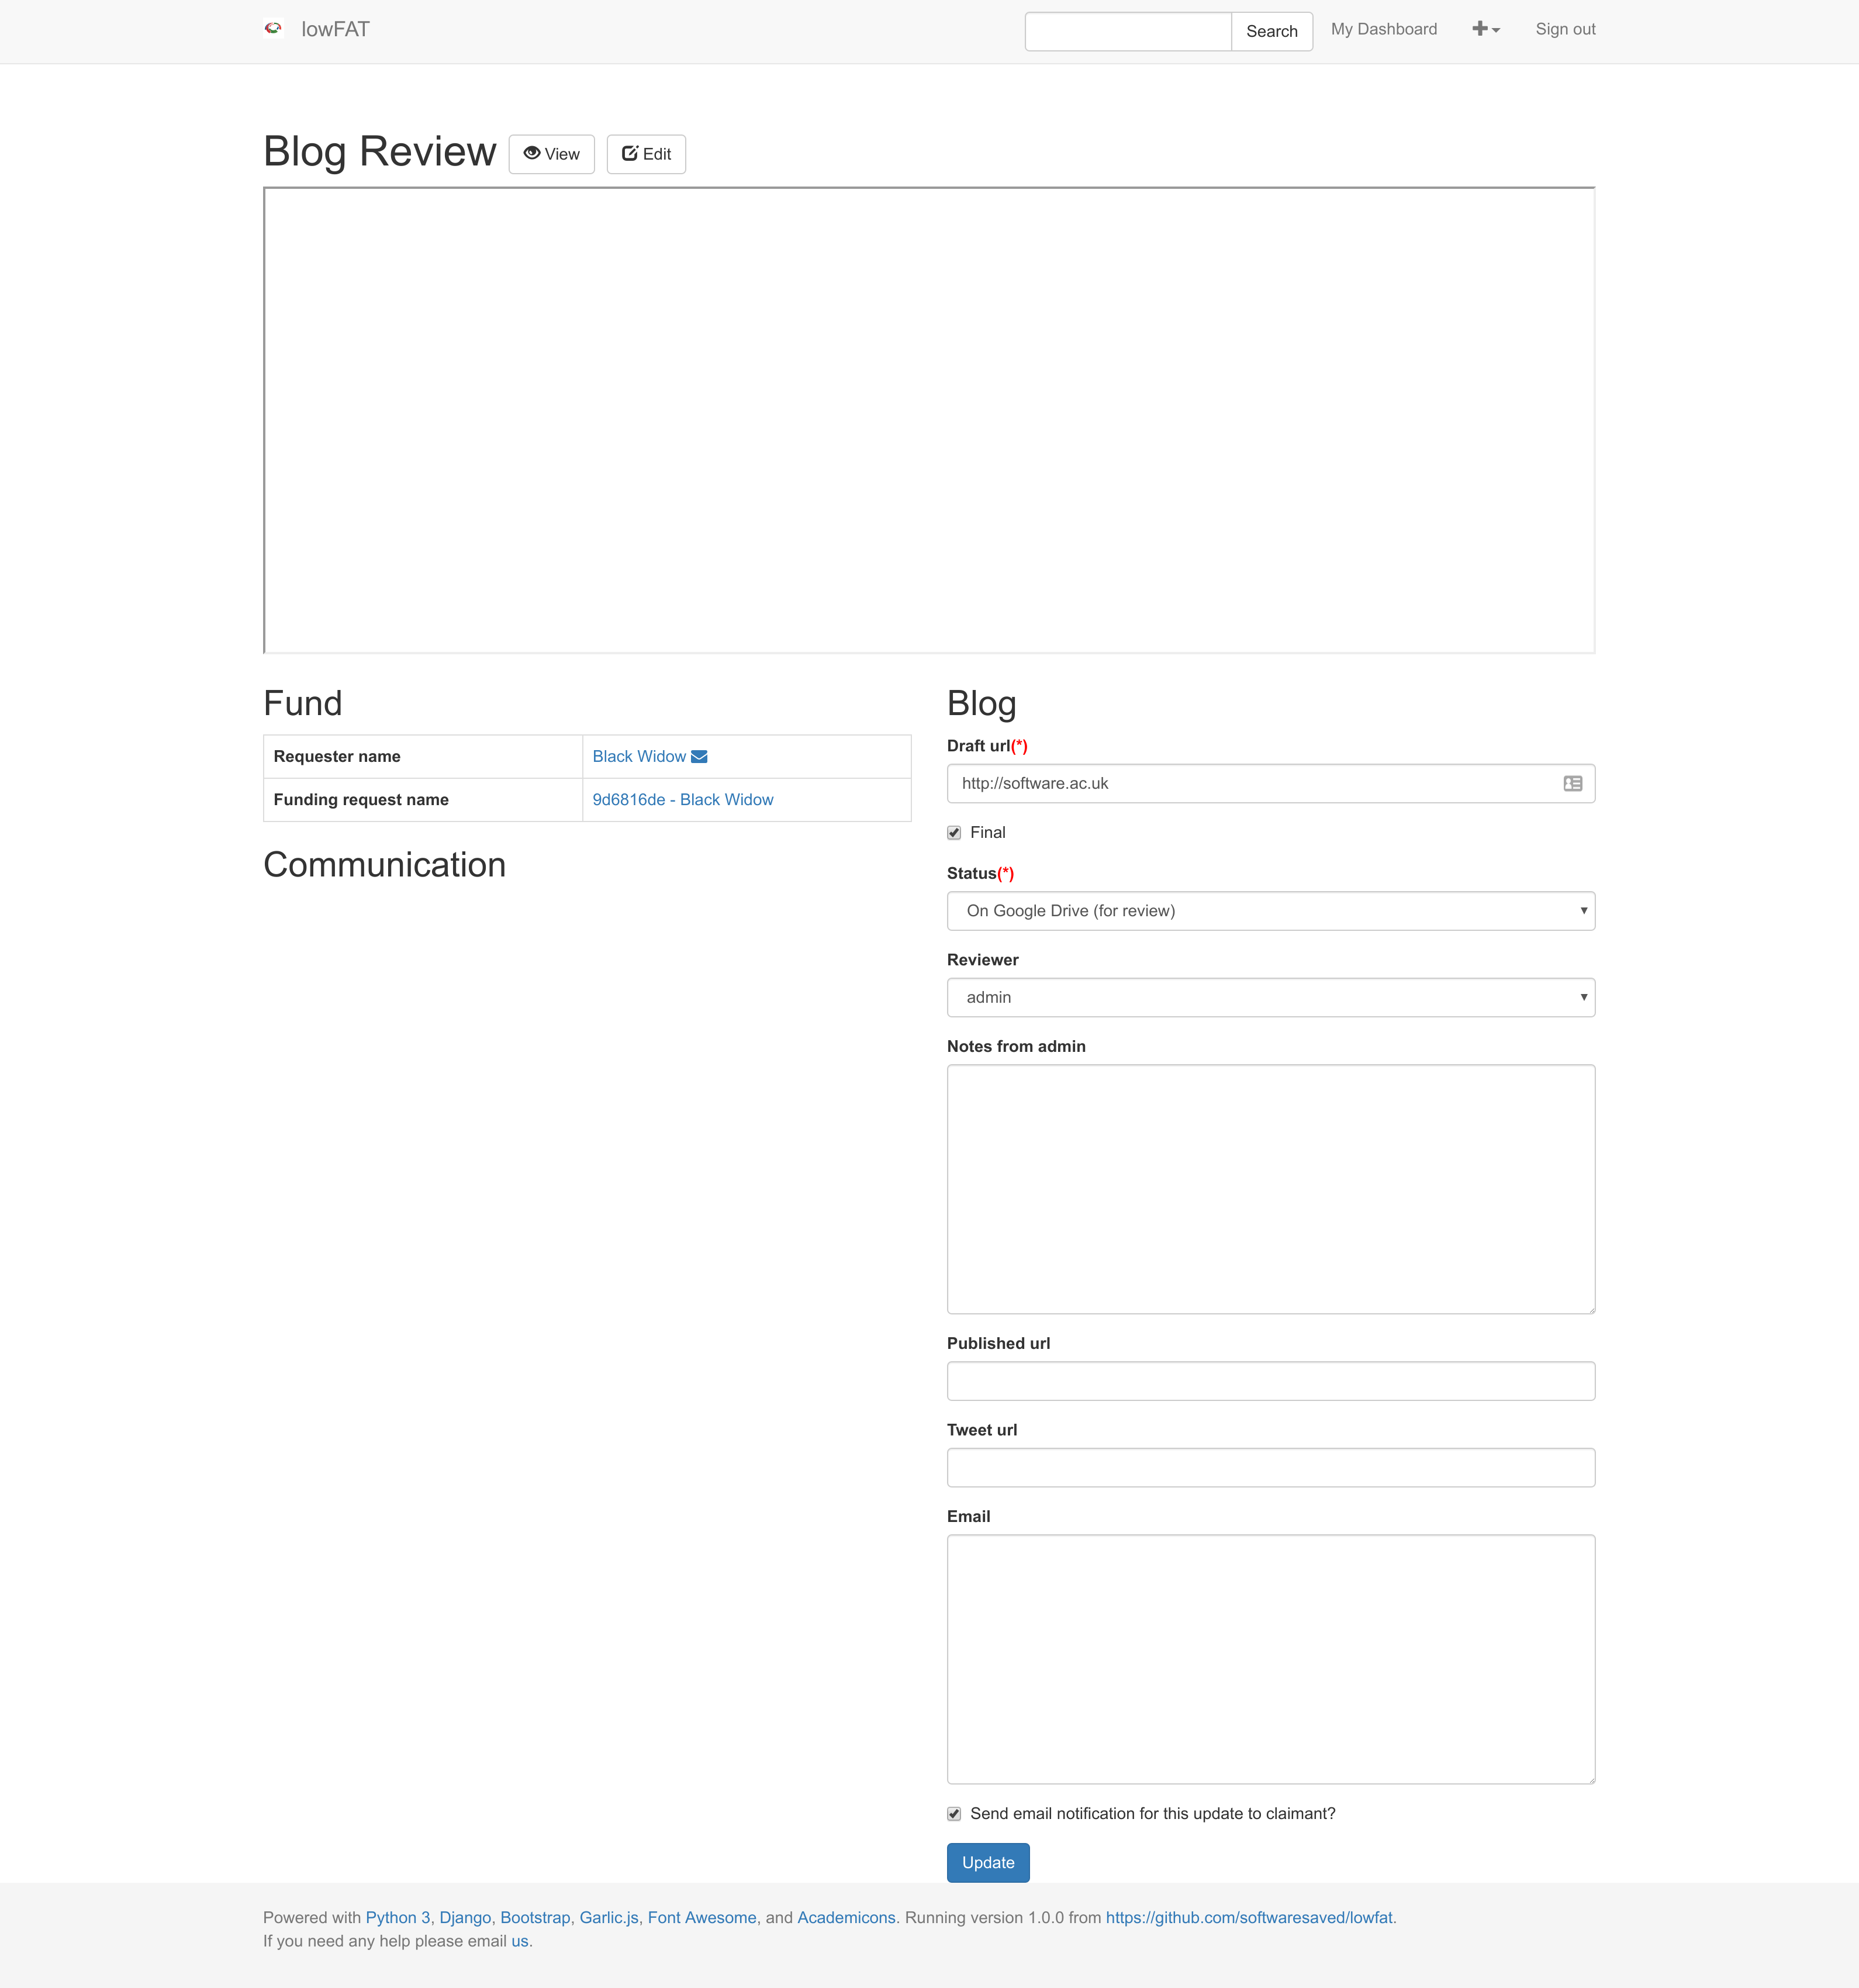 lowFAT
Search
My Dashboard
Sign out
Blog Review
View
Edit
Fund
Requester name
Black Widow
Funding request name
9d6816de - Black Widow
Communication
Blog
Draft url(*)
http://software.ac.uk
Final
Status(*)
On Google Drive (for review)
Reviewer
admin
Notes from admin
Published url
Tweet url
Email
Send email notification for this update to claimant?
Update
Powered with Python 3, Django, Bootstrap, Garlic.js, Font Awesome, and Academicons. Running version 1.0.0 from https://github.com/softwaresaved/lowfat.
If you need any help please email us.